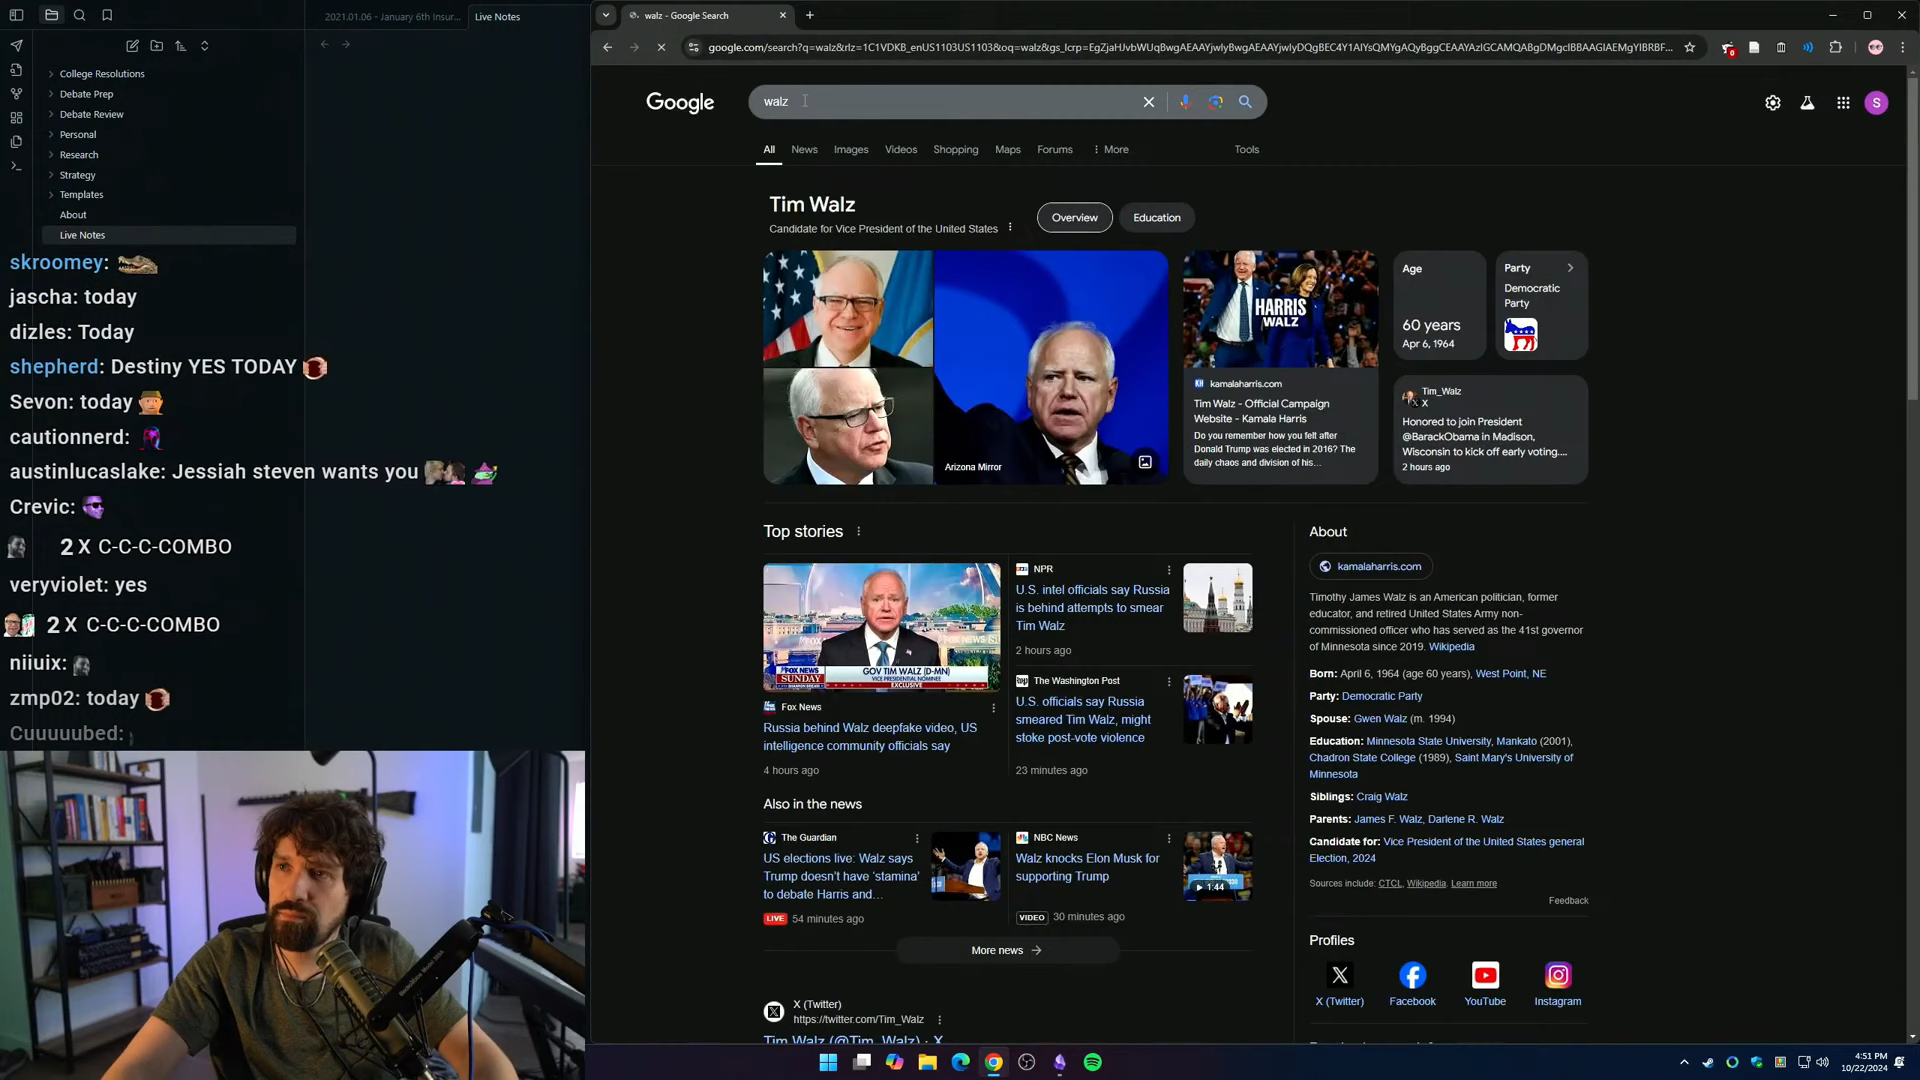 2021.01.06 - January 6th Insur...
Live Notes
College Resolutions
Debate Prep
Debate Review
Personal
Research
Strategy
Templates
About
Live Notes
skroomey:
jascha: today
dizles: Today
shepherd: Destiny YES TODAY
Sevon: today
cautionnerd:
austinlucaslake: Jessiah steven wants you
Crevic:
2 X C-C-C-COMBO
veryviolet: yes
2 X C-C-C-COMBO
niiuix:
zmp02: today
Cuuuuubed:
walz - Google Search
google.com/search?q=walz&rlz=1C1VDKB_enUS1103US1103&oq=walz&gs_lcrp=
Google
walz
S
All
News
Images
Videos
Shopping
Maps
Forums
More
Tools
Tim Walz
Candidate for Vice President of the United States
Overview
Education
Arizona Mirror
HARRIS
WALZ
kamalaharris.com
Tim Walz - Official Campaign
Website - Kamala Harris
Do you remember how you felt after
Donald Trump was elected in 2016? The
daily chaos and division of his...
Age
60 years
Apr 6, 1964
Party
Democratic
Party
Tim_Walz
X
Honored to join President
@BarackObama in Madison,
Wisconsin to kick off early voting....
2 hours ago
Top stories
FOX NEWS
SUNDAY
GOV TIM WALZ (D-MN)
VICE PRESIDENTIAL NOMINEE
EXCLUSIVE
Fox News
Russia behind Walz deepfake video, US
intelligence community officials say
4 hours ago
NPR
U.S. intel officials say Russia
is behind attempts to smear
Tim Walz
2 hours ago
The Washington Post
U.S. officials say Russia
smeared Tim Walz, might
stoke post-vote violence
23 minutes ago
Also in the news
The Guardian
US elections live: Walz says
Trump doesn't have 'stamina'
to debate Harris and...
LIVE 54 minutes ago
NBC News
Walz knocks Elon Musk for
supporting Trump
1:44
VIDEO 30 minutes ago
More news
X (Twitter)
https://twitter.com/Tim_Walz
Tim Walz (@Tim_Walz) · X
About
kamalaharris.com
Timothy James Walz is an American politician, former
educator, and retired United States Army non-
commissioned officer who has served as the 41st governor
of Minnesota since 2019. Wikipedia
Born: April 6, 1964 (age 60 years), West Point, NE
Party: Democratic Party
Spouse: Gwen Walz (m. 1994)
Education: Minnesota State University, Mankato (2001),
Chadron State College (1989), Saint Mary's University of
Minnesota
Siblings: Craig Walz
Parents: James F. Walz, Darlene R. Walz
Candidate for: Vice President of the United States general
Election, 2024
Sources include: CTCL, Wikipedia. Learn more
Feedback
Profiles
X (Twitter)
Facebook
YouTube
Instagram
4:51 PM
10/22/2024